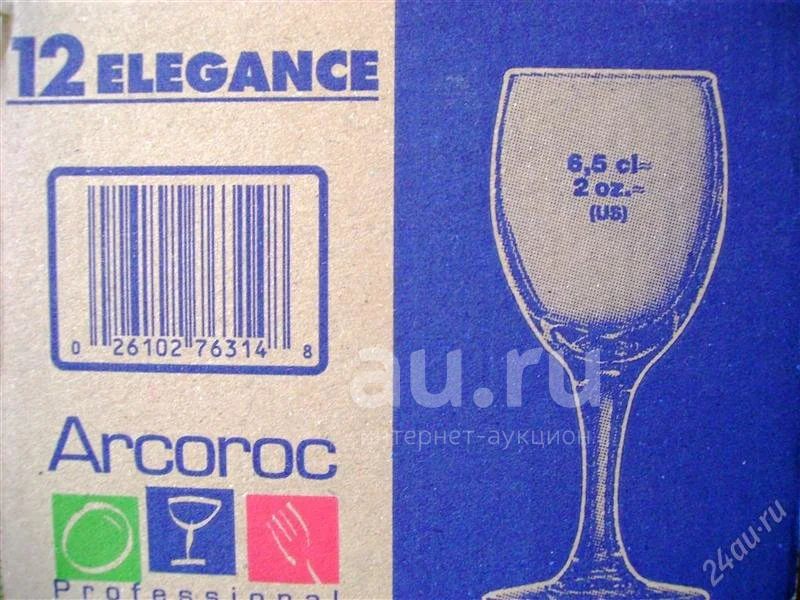 12 ELEGANCE
6,5 cl≈
2 oz.≈
(US)
0 26102 76314 8
au.ru
интернет-аукцион
Arcoroc
Professional
24au.ru